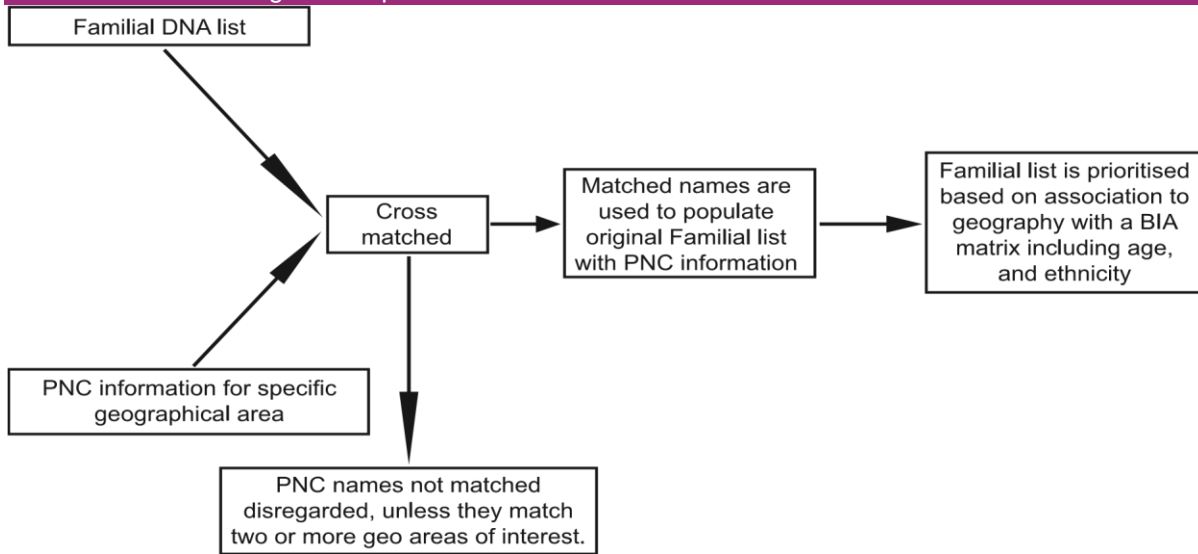 Familial DNA list
Cross
matched
Matched names are
used to populate
original Familial list
with PNC information
Familial list is prioritised
based on association to
geography with a BIA
matrix including age,
and ethnicity
PNC information for specific
geographical area
PNC names not matched
disregarded, unless they match
two or more geo areas of interest.